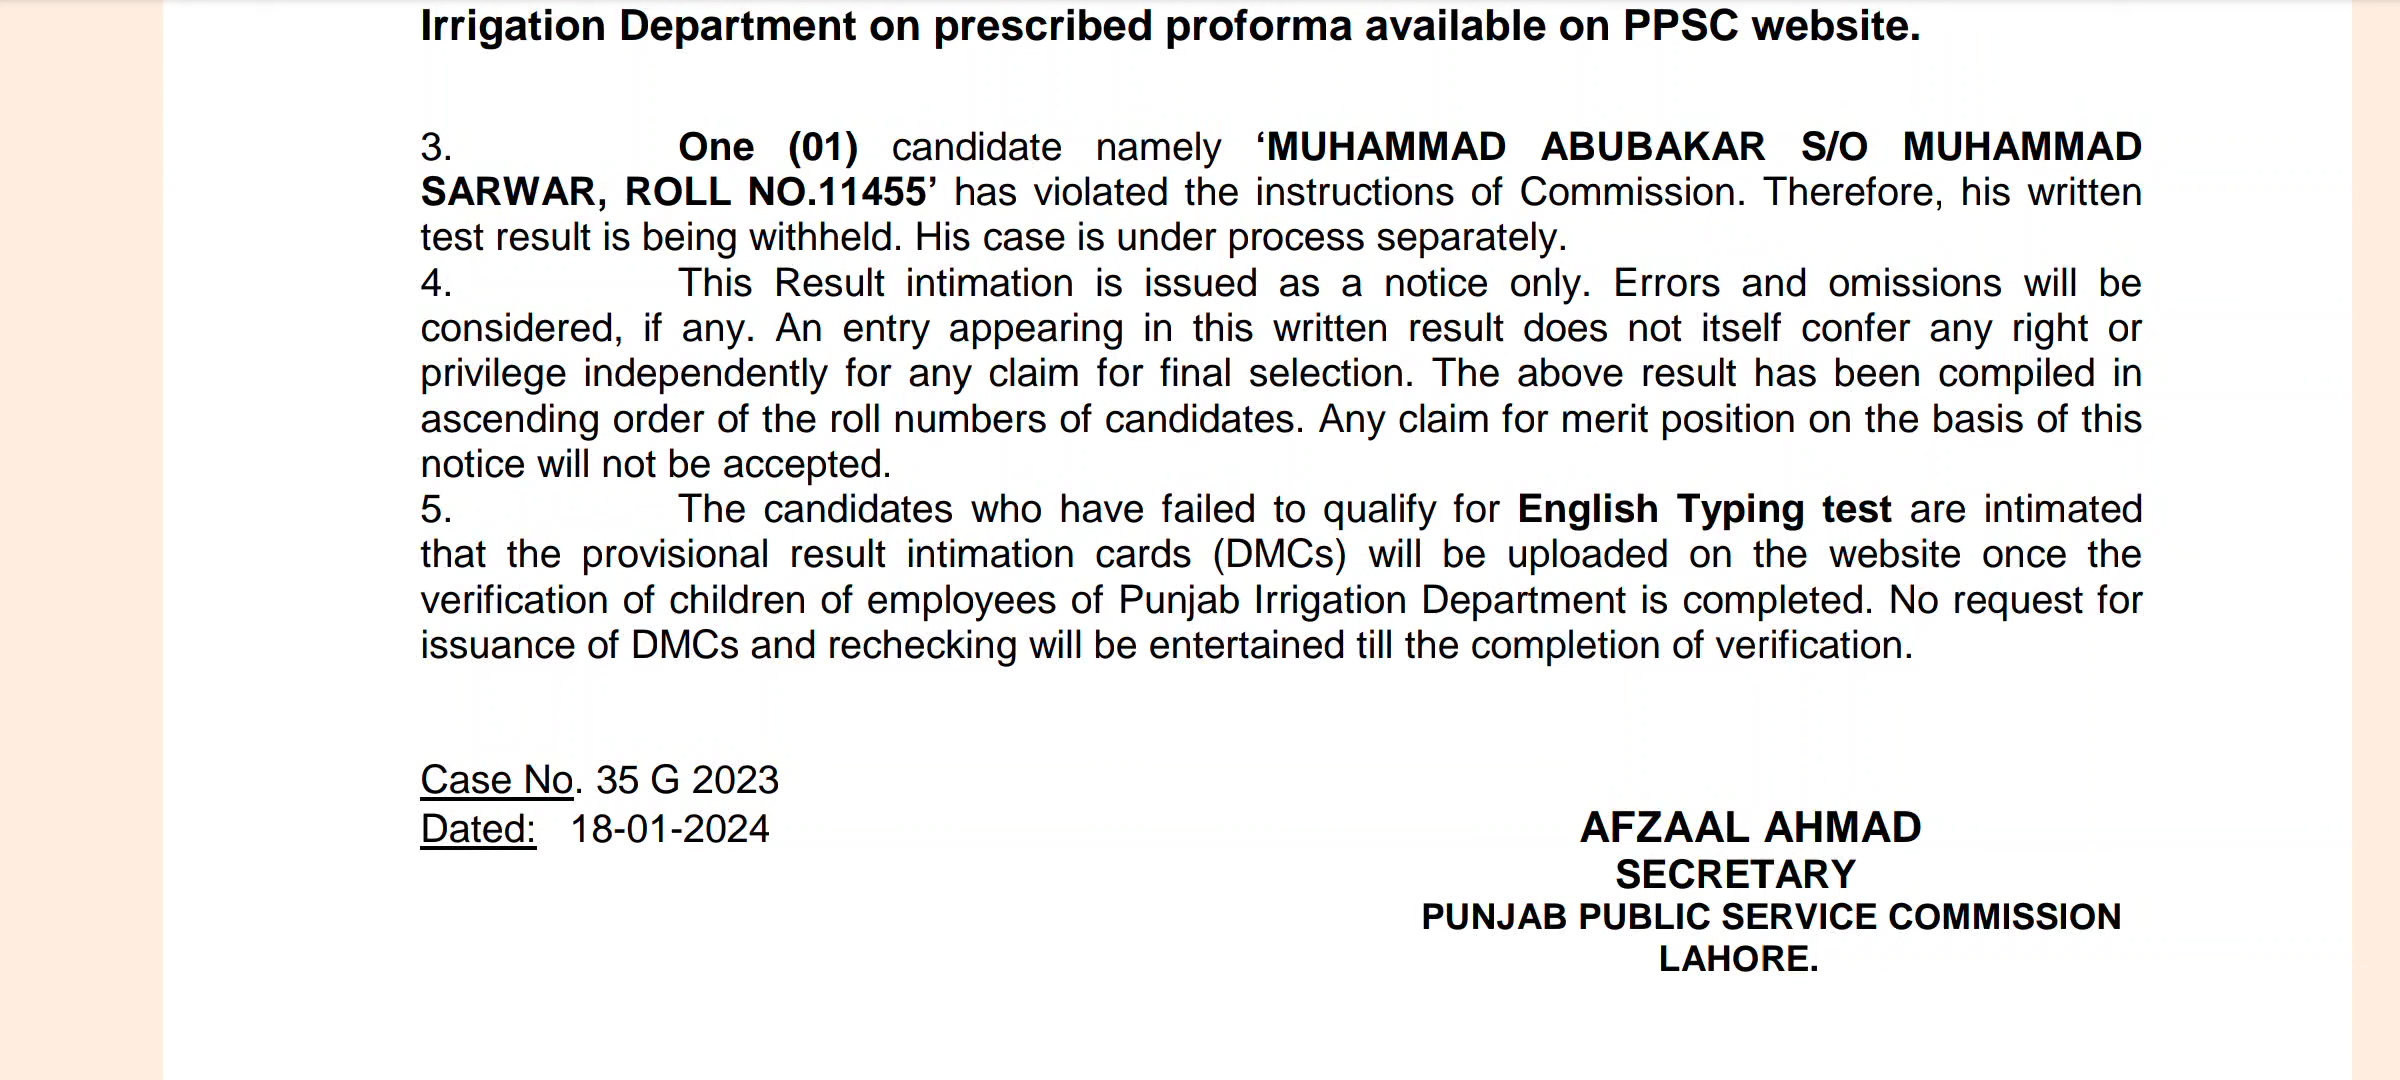 Irrigation Department on prescribed proforma available on PPSC website.
3. One (01) candidate namely ‘MUHAMMAD ABUBAKAR S/O MUHAMMAD
SARWAR, ROLL NO.11455’ has violated the instructions of Commission. Therefore, his written
test result is being withheld. His case is under process separately.
4. This Result intimation is issued as a notice only. Errors and omissions will be
considered, if any. An entry appearing in this written result does not itself confer any right or
privilege independently for any claim for final selection. The above result has been compiled in
ascending order of the roll numbers of candidates. Any claim for merit position on the basis of this
notice will not be accepted.
5. The candidates who have failed to qualify for English Typing test are intimated
that the provisional result intimation cards (DMCs) will be uploaded on the website once the
verification of children of employees of Punjab Irrigation Department is completed. No request for
issuance of DMCs and rechecking will be entertained till the completion of verification.
Case No. 35 G 2023
Dated: 18-01-2024
AFZAAL AHMAD
SECRETARY
PUNJAB PUBLIC SERVICE COMMISSION
LAHORE.